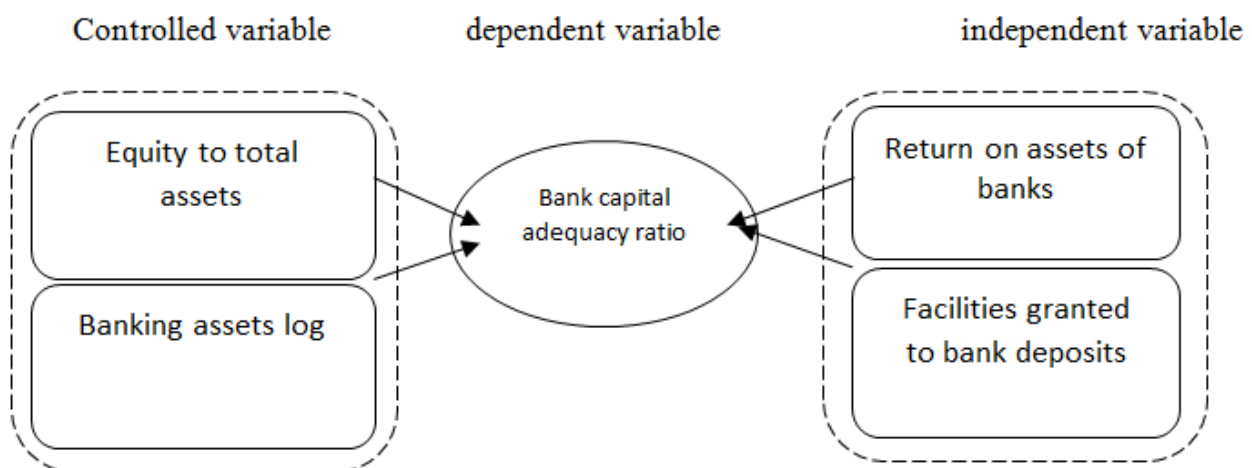 Controlled variable
dependent variable
independent variable
Equity to total
assets
Banking assets log
Bank capital
adequacy ratio
Return on assets of
banks
Facilities granted
to bank deposits